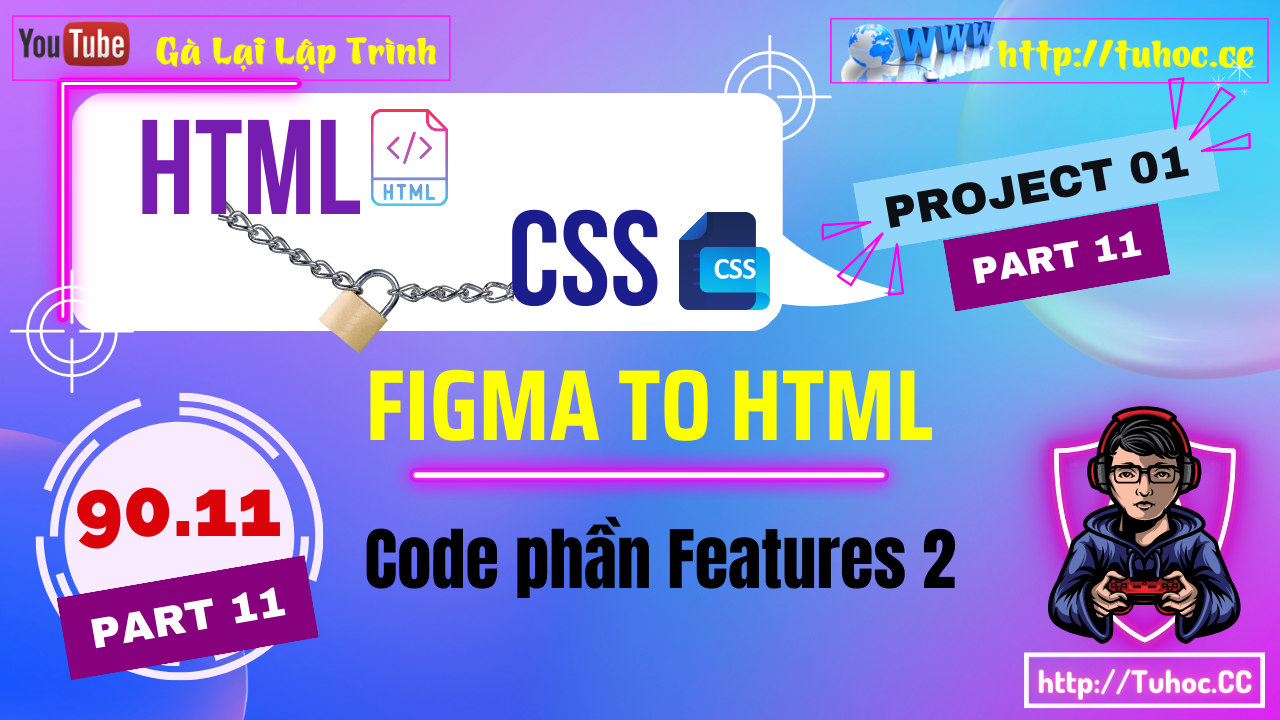 YouTube Gà Lại Lập Trình
WWW http://tuhoc.cc
HTML
HTML
CSS
CSS
PROJECT 01
PART 11
FIGMA TO HTML
90.11
PART 11
Code phần Features 2
http://Tuhoc.CC